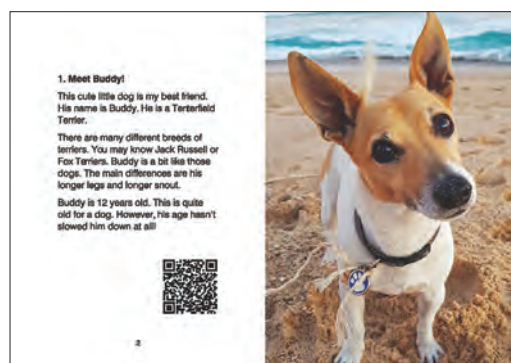 1. Meet Buddy!
This cute little dog is my best friend.
His name is Buddy. He is a Tenterfield
Terrier.
There are many different breeds of
terriers. You may know Jack Russell or
Fox Terriers. Buddy is a bit like those
dogs. The main differences are his
longer legs and longer snout.
Buddy is 12 years old. This is quite
old for a dog. However, his age hasn't
slowed him down at all!
2